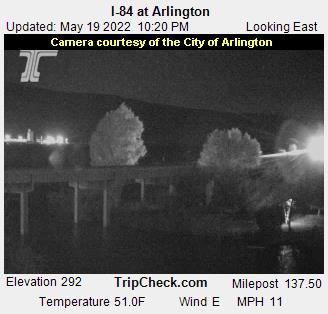 I-84 at Arlington
Updated: May 19 2022 10:20 PM Looking East
Camera courtesy of the City of Arlington
Elevation 292 TripCheck.com Milepost 137.50
Temperature 51.0F Wind E MPH 11